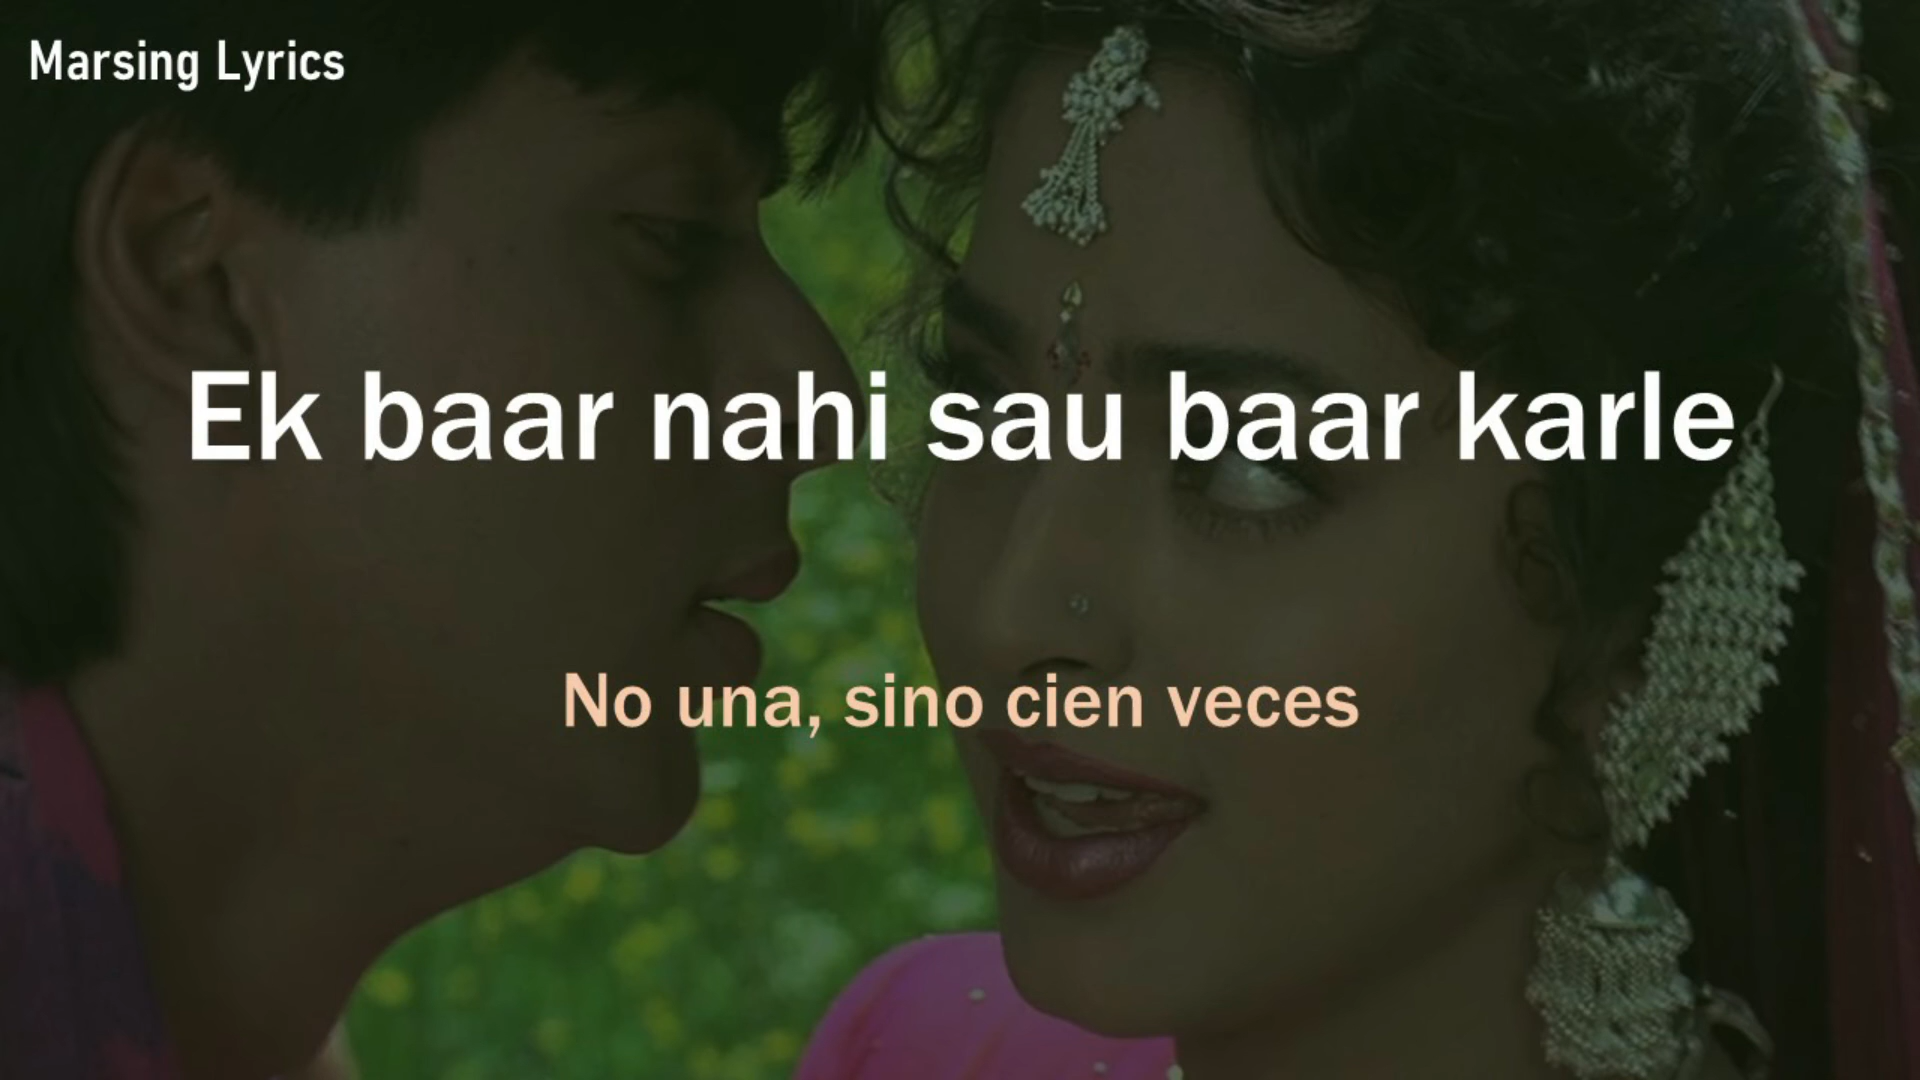 Marsing Lyrics
Ek baar nahi sau baar karle
No una, sino cien veces